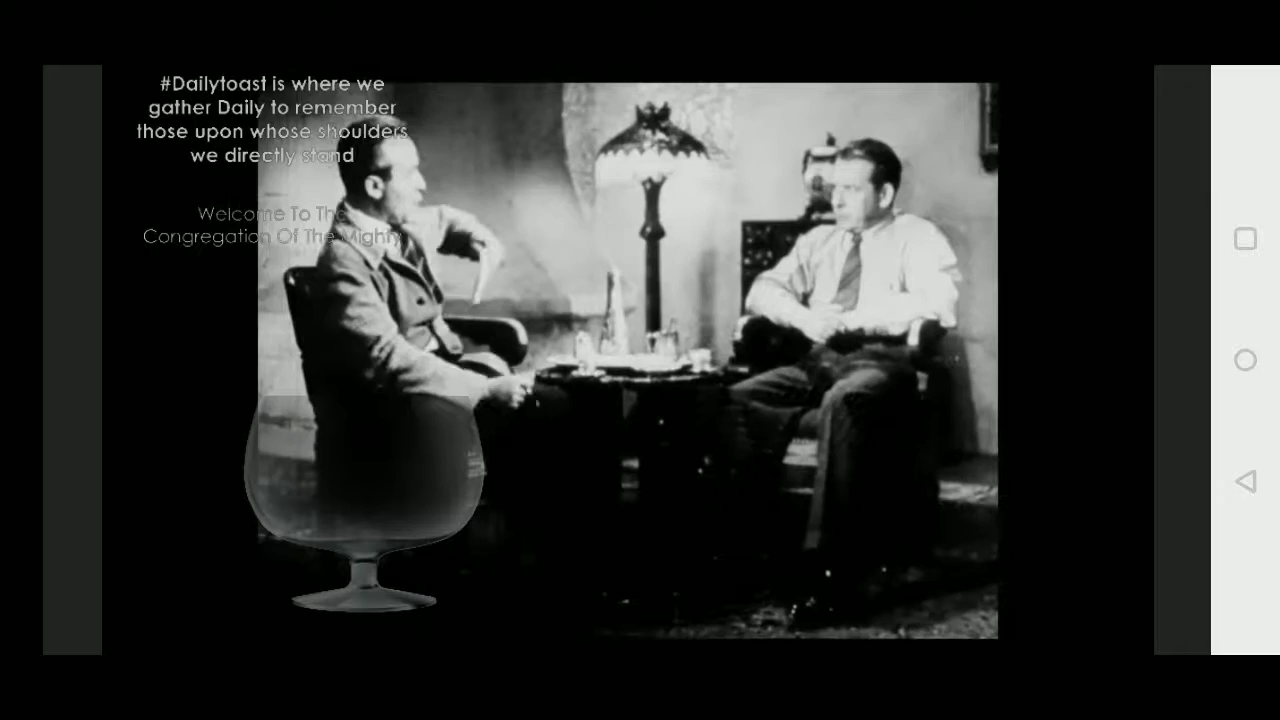 #Dailytoast is where we
gather Daily to remember
those upon whose shoulders
we directly stand
Welcome To The
Congregation Of The Mighty